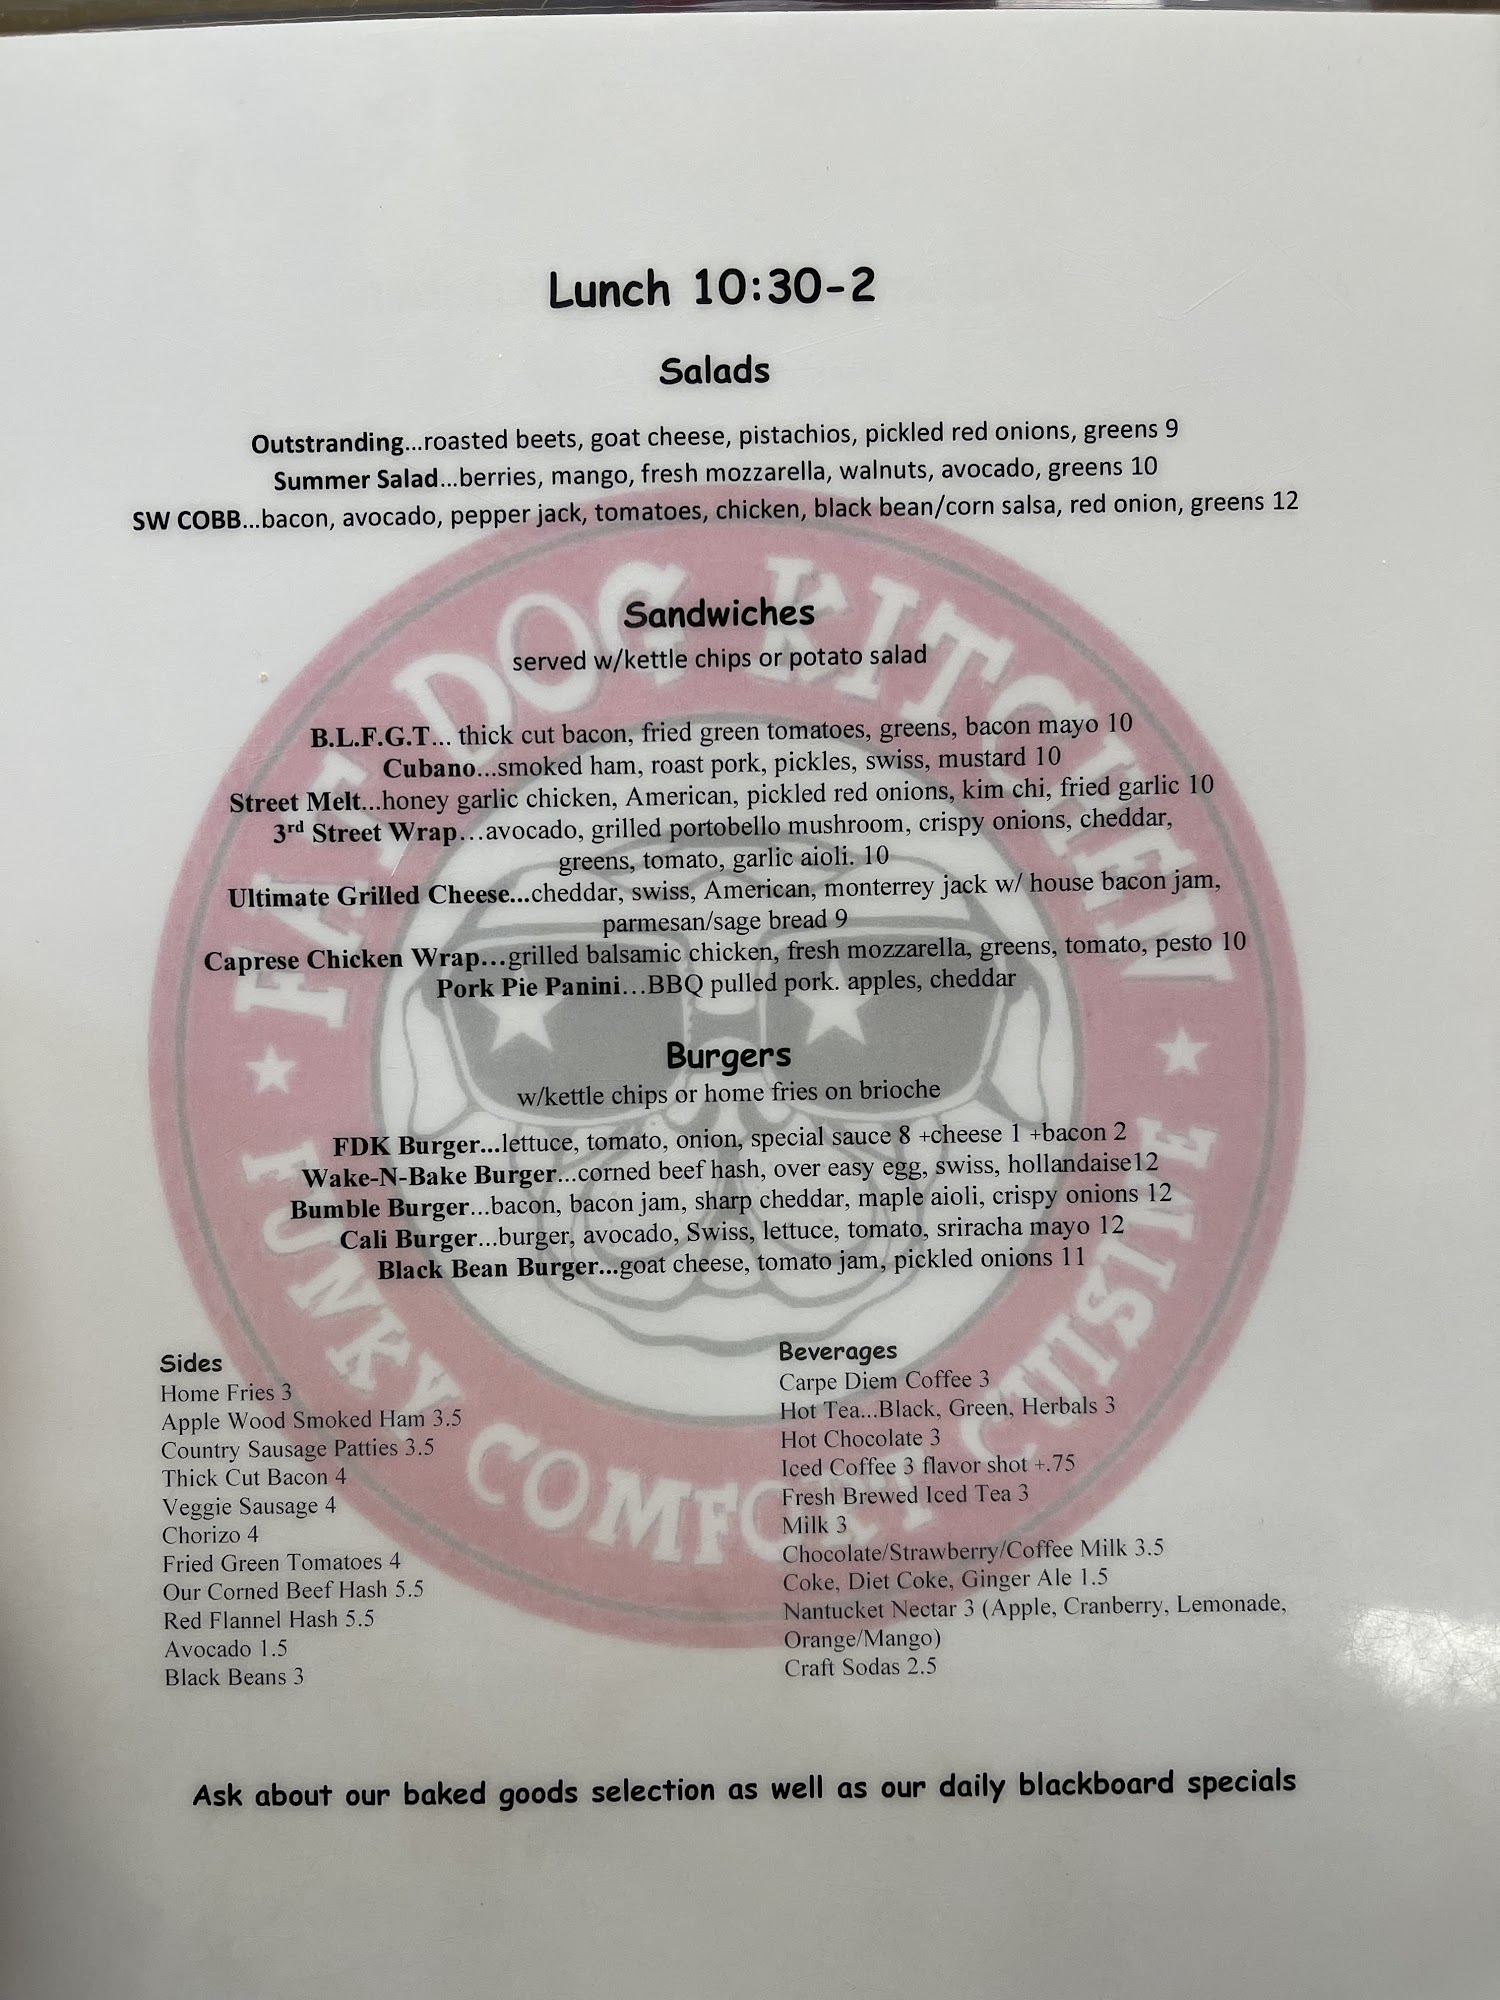 Lunch 10:30-2
Salads
Outstranding...roasted beets, goat cheese, pistachios, pickled red onions, greens 9
Summer Salad...berries, mango, fresh mozzarella, walnuts, avocado, greens 10
SW COBB...bacon, avocado, pepper jack, tomatoes, chicken, black bean/corn salsa, red onion, greens 12
Sandwiches
served w/kettle chips or potato salad
B.L.F.G.T... thick cut bacon, fried green tomatoes, greens, bacon mayo 10
Cubano...smoked ham, roast pork, pickles, swiss, mustard 10
Street Melt...honey garlic chicken, American, pickled red onions, kim chi, fried garlic 10
3rd Street Wrap...avocado, grilled portobello mushroom, crispy onions, cheddar,
greens, tomato, garlic aioli. 10
Ultimate Grilled Cheese...cheddar, swiss, American, monterrey jack w/ house bacon jam,
parmesan/sage bread 9
Caprese Chicken Wrap...grilled balsamic chicken, fresh mozzarella, greens, tomato, pesto 10
Pork Pie Panini...BBQ pulled pork. apples, cheddar
Burgers
w/kettle chips or home fries on brioche
FDK Burger...lettuce, tomato, onion, special sauce 8 +cheese 1 +bacon 2
Wake-N-Bake Burger...corned beef hash, over easy egg, swiss, hollandaise12
Bumble Burger...bacon, bacon jam, sharp cheddar, maple aioli, crispy onions 12
Cali Burger...burger, avocado, Swiss, lettuce, tomato, sriracha mayo 12
Black Bean Burger...goat cheese, tomato jam, pickled onions 11
Sides
Home Fries 3
Apple Wood Smoked Ham 3.5
Country Sausage Patties 3.5
Thick Cut Bacon 4
Veggie Sausage 4
Chorizo 4
Fried Green Tomatoes 4
Our Corned Beef Hash 5.5
Red Flannel Hash 5.5
Avocado 1.5
Black Beans 3
Beverages
Carpe Diem Coffee 3
Hot Tea...Black, Green, Herbals 3
Hot Chocolate 3
Iced Coffee 3 flavor shot +.75
Fresh Brewed Iced Tea 3
Milk 3
Chocolate/Strawberry/Coffee Milk 3.5
Coke, Diet Coke, Ginger Ale 1.5
Nantucket Nectar 3 (Apple, Cranberry, Lemonade,
Orange/Mango)
Craft Sodas 2.5
Ask about our baked goods selection as well as our daily blackboard specials
FAT DOG KITCHEN
FUNKY COMFORT CUISINE